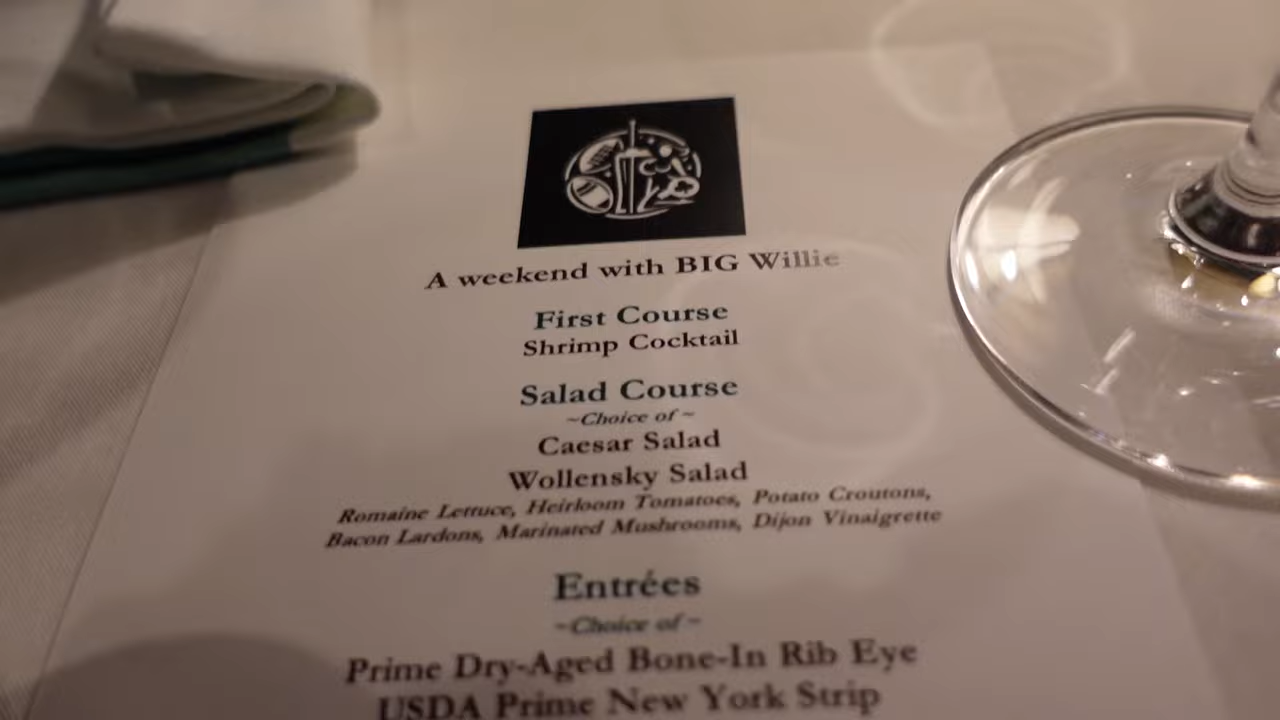 A weekend with BIG Willie
First Course
Shrimp Cocktail
Salad Course
~Choice of ~
Caesar Salad
Wollensky Salad
Romaine Lettuce, Heirloom Tomatoes, Potato Croutons,
Bacon Lardons, Marinated Mushrooms, Dijon Vinaigrette
Entrées
~Choice of ~
Prime Dry-Aged Bone-In Rib Eye
USDA Prime New York Strip